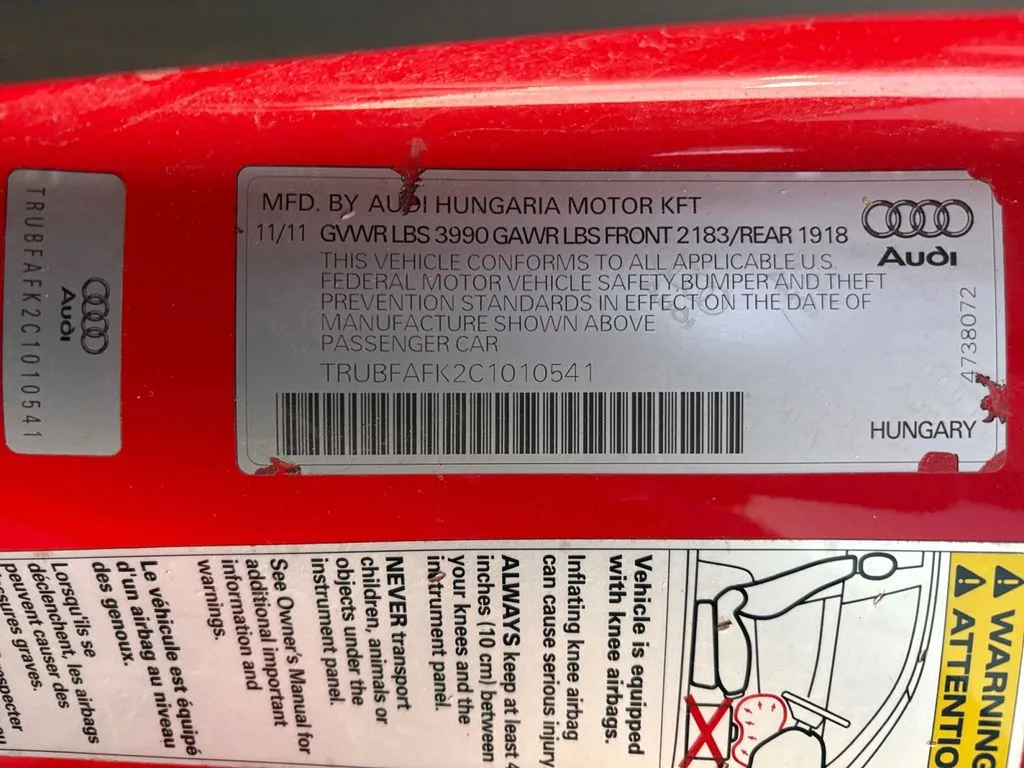 TRUBFAFK2C1010541
Audi
MFD. BY AUDI HUNGARIA MOTOR KFT
11/11 GVWR LBS 3990 GAWR LBS FRONT 2183/REAR 1918
THIS VEHICLE CONFORMS TO ALL APPLICABLE U.S
FEDERAL MOTOR VEHICLE SAFETY,BUMPER AND THEFT
PREVENTION STANDARDS IN EFFECT ON THE DATE OF
MANUFACTURE SHOWN ABOVE
PASSENGER CAR
TRUBFAFK2C1010541
Audi
4738072
HUNGARY
WARNING
ATTENTIO
Vehicle is equipped
with knee airbags.
Inflating knee airbag
can cause serious injury
ALWAYS keep at least 4
inches (10 cm) between
your knees and the
instrument panel.
NEVER transport
children, animals or
objects under the
instrument panel.
See Owner's Manual for
additional important
information and
warnings.
Le véhicule est équipé
d'un airbag au niveau
des genoux.
Lorsqu'ils se
déclenchent, les airbags
peuvent causer des
blessures graves.